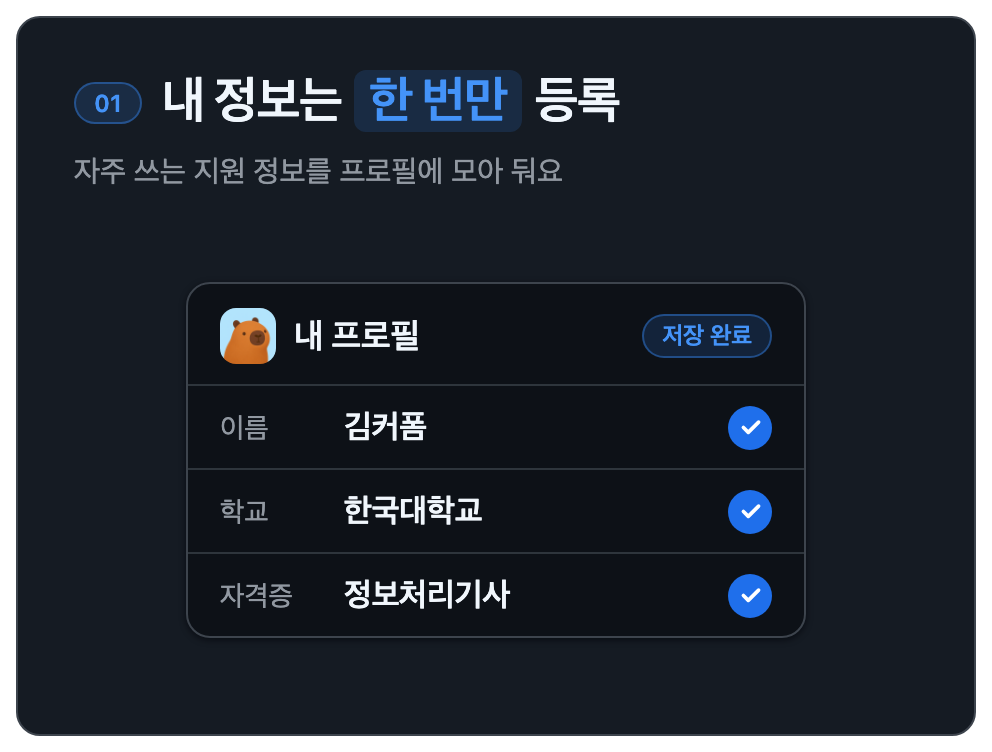 01 내 정보는 한 번만 등록
자주 쓰는 지원 정보를 프로필에 모아 둬요
내 프로필 저장 완료
이름 김커폼
학교 한국대학교
자격증 정보처리기사